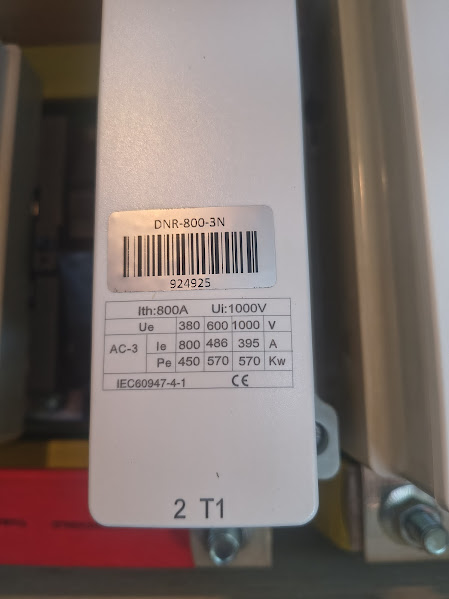 DNR-800-3N
924925
Ith:800A Ui:1000V
Ue 380 600 1000 V
AC-3 Ie 800 486 395 A
Pe 450 570 570 Kw
IEC60947-4-1 CE
2 T1